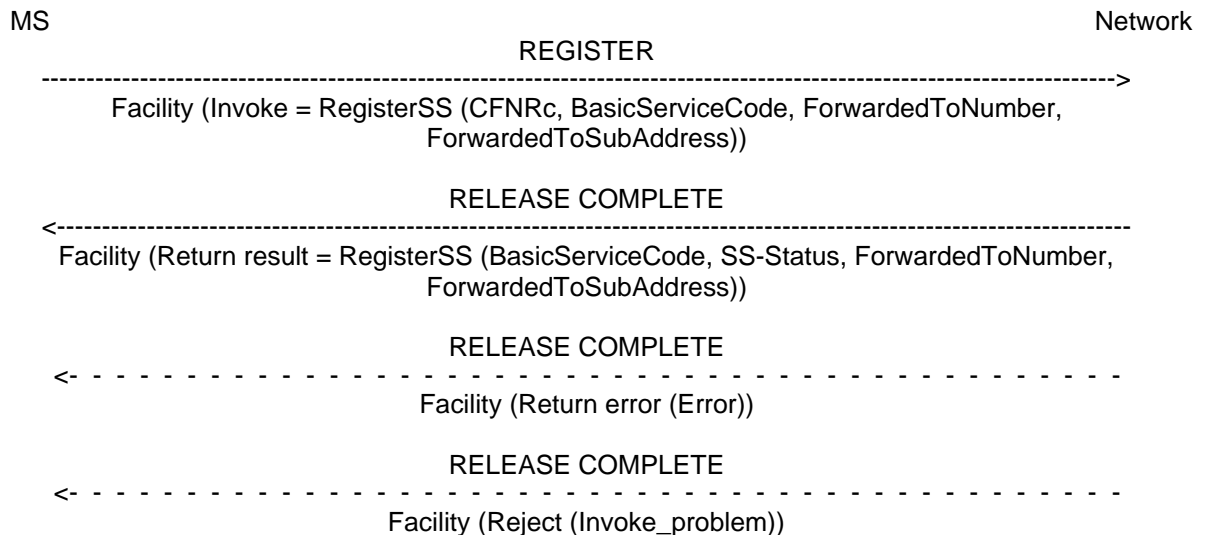 MS Network
REGISTER
------------------------------------------------------------------------------------------------------------------------>
Facility (Invoke = RegisterSS (CFNRc, BasicServiceCode, ForwardedToNumber,
ForwardedToSubAddress))
RELEASE COMPLETE
<------------------------------------------------------------------------------------------------------------------------
Facility (Return result = RegisterSS (BasicServiceCode, SS-Status, ForwardedToNumber,
ForwardedToSubAddress))
RELEASE COMPLETE
<- - - - - - - - - - - - - - - - - - - - - - - - - - - - - - - - - - - - - - - - -
Facility (Return error (Error))
RELEASE COMPLETE
<- - - - - - - - - - - - - - - - - - - - - - - - - - - - - - - - - - - - - - - - -
Facility (Reject (Invoke_problem))